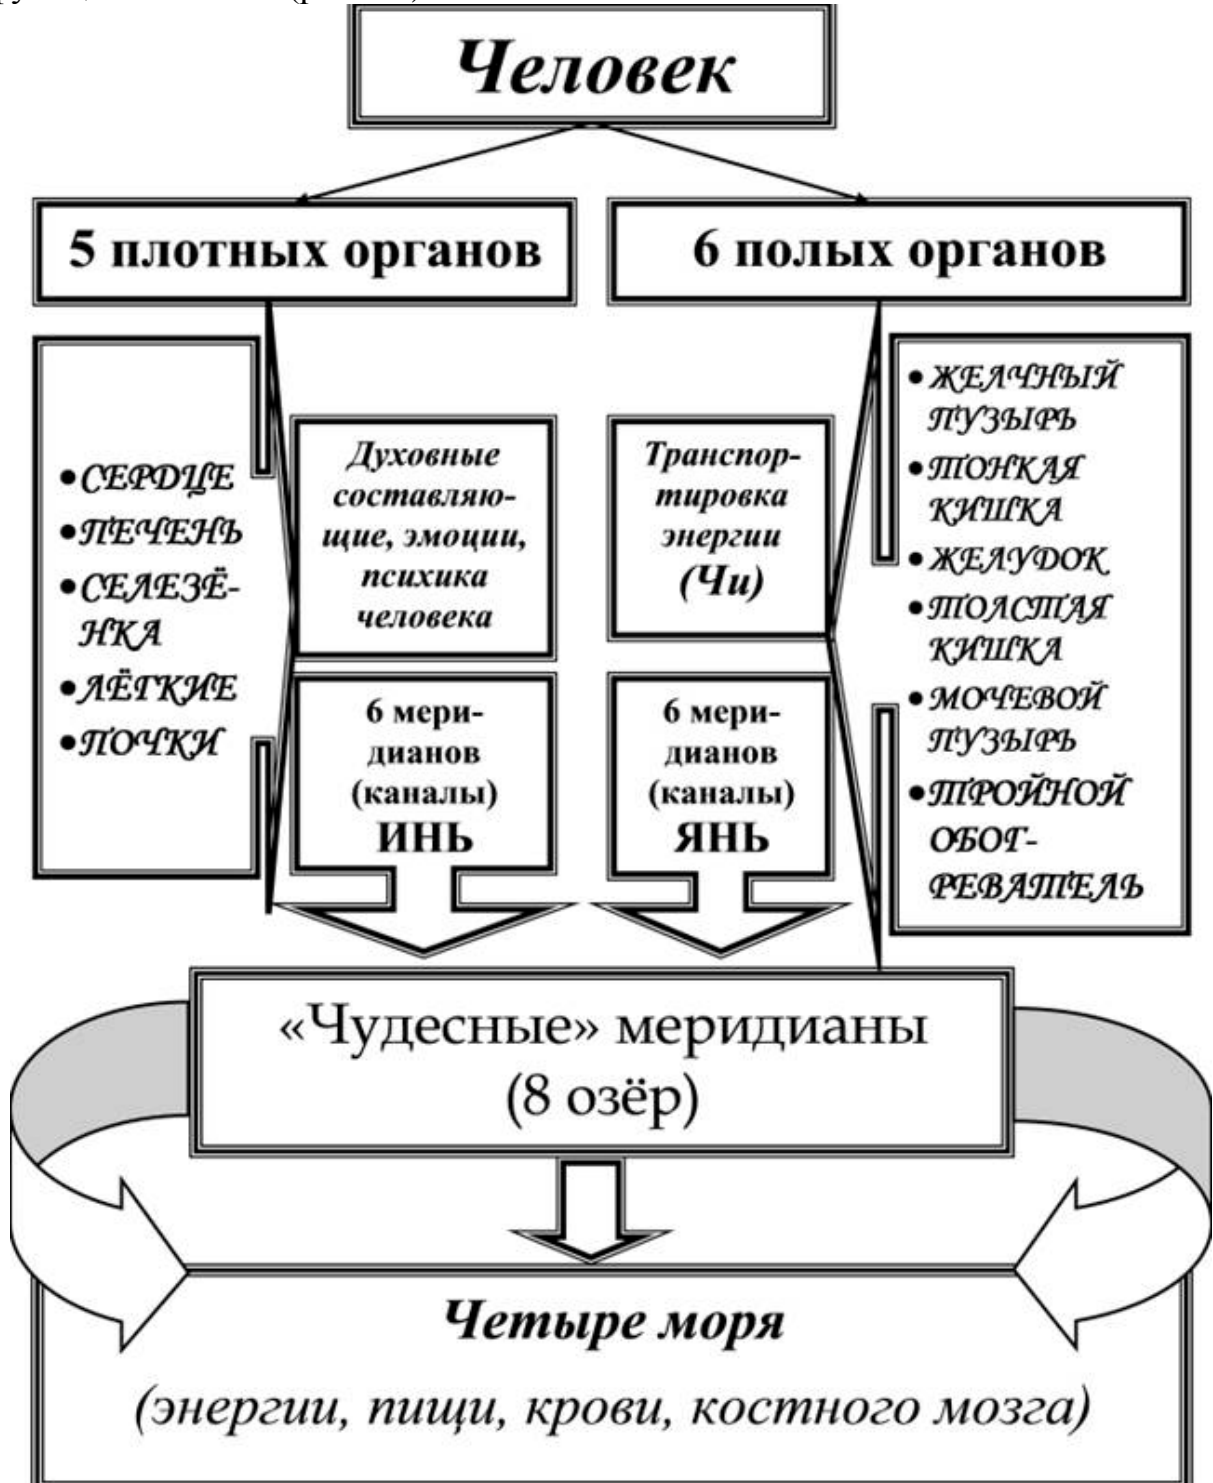 Человек
5 плотных органов
6 полых органов
•СЕРДЦЕ
•ПЕЧЕНЬ
•СЕЛЕЗЁ-
НКА
•ЛЁГКИЕ
•ПОЧКИ
Духовные
составляю-
щие, эмоции,
психика
человека
Транспор-
тировка
энергии
(Чи)
•ЖЕЛЧНЫЙ
ПУЗЫРЬ
•ТОНКАЯ
КИШКА
•ЖЕЛУДОК
•ТОЛСТАЯ
КИШКА
•МОЧЕВОЙ
ПУЗЫРЬ
•ТРОЙНОЙ
ОБОГ-
РЕВАТЕЛЬ
6 мери-
дианов
(каналы)
ИНЬ
6 мери-
дианов
(каналы)
ЯНЬ
«Чудесные» меридианы
(8 озёр)
Четыре моря
(энергии, пищи, крови, костного мозга)